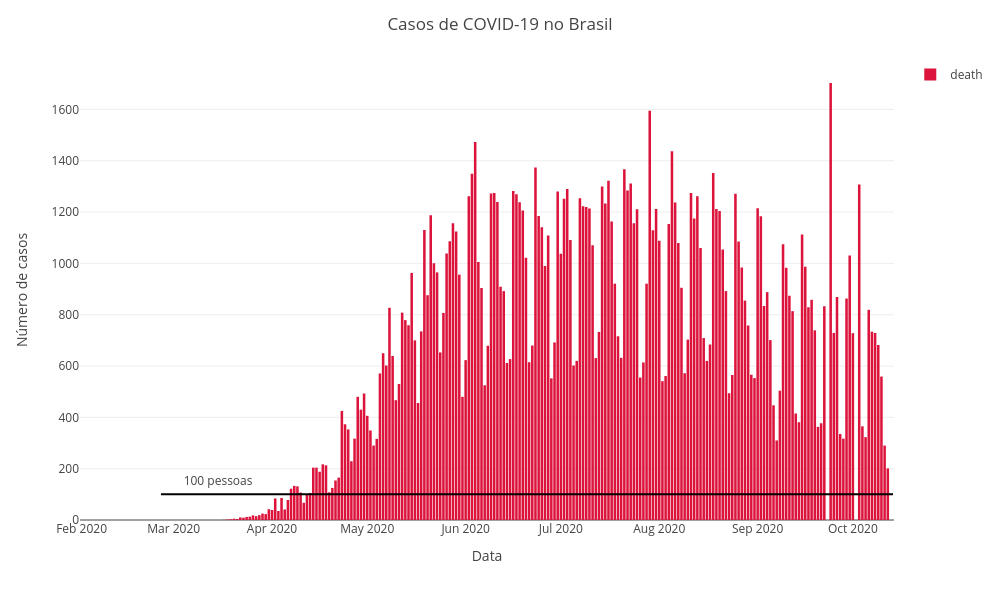 Casos de COVID-19 no Brasil
death
Número de casos
1600
1400
1200
1000
800
600
400
200
0
100 pessoas
Feb 2020
Mar 2020
Apr 2020
May 2020
Jun 2020
Jul 2020
Aug 2020
Sep 2020
Oct 2020
Data